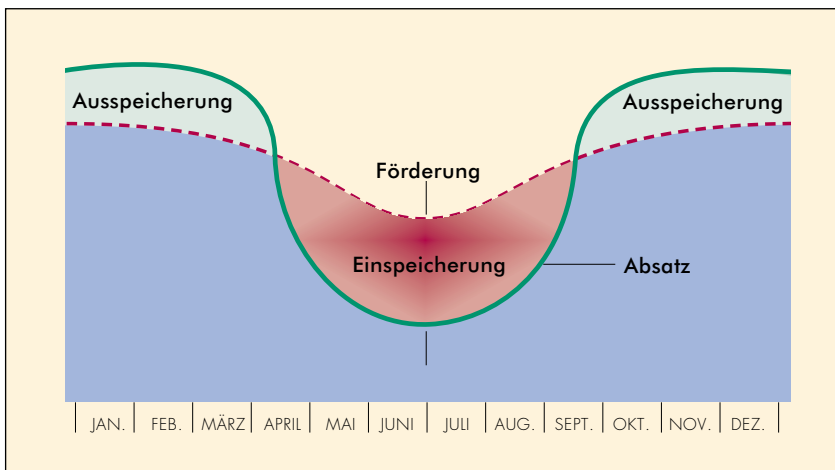 Ausspeicherung
Ausspeicherung
Förderung
Einspeicherung
Absatz
JAN. FEB. MÄRZ APRIL MAI JUNI JULI AUG. SEPT. OKT. NOV. DEZ.